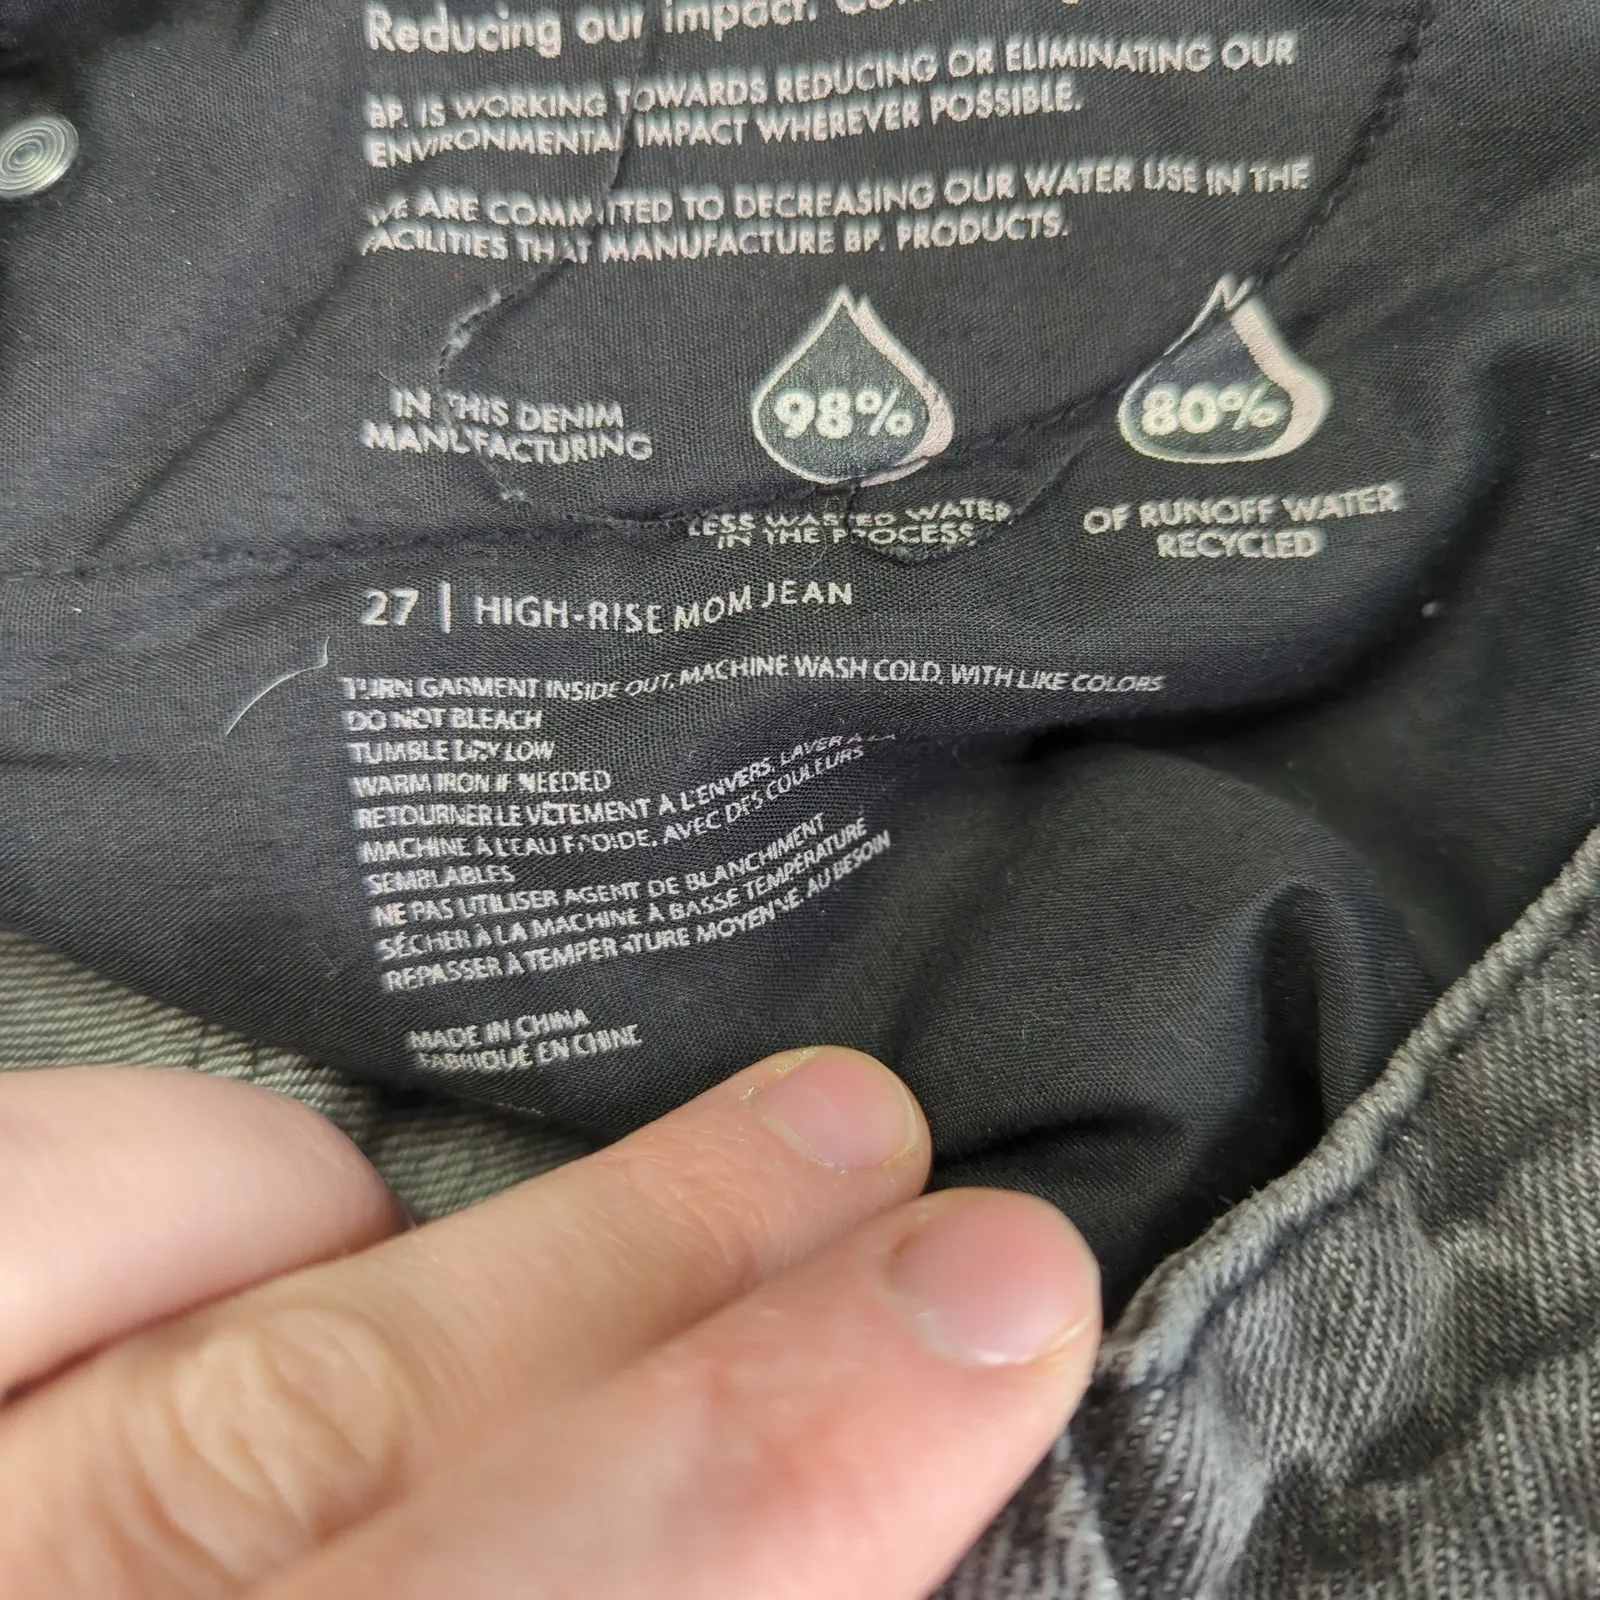 Reducing our impact.
BP. IS WORKING TOWARDS REDUCING OR ELIMINATING OUR
ENVIRONMENTAL IMPACT WHEREVER POSSIBLE.
WE ARE COMMITTED TO DECREASING OUR WATER USE IN THE
FACILITIES THAT MANUFACTURE BP. PRODUCTS.
IN THIS DENIM
MANUFACTURING
98%
LESS WASTED WATER
IN THE PROCESS
80%
OF RUNOFF WATER
RECYCLED
27 | HIGH-RISE MOM JEAN
TURN GARMENT INSIDE OUT, MACHINE WASH COLD, WITH LIKE COLORS
DO NOT BLEACH
TUMBLE DRY LOW
WARM IRON IF NEEDED
RETOURNER LE VÊTEMENT À L'ENVERS, LAVER À LA
MACHINE À L'EAU FROIDE, AVEC DES COULEURS
SEMBLABLES
NE PAS UTILISER AGENT DE BLANCHIMENT
SÉCHER À LA MACHINE À BASSE TEMPÉRATURE
REPASSER À TEMPERATURE MOYENNE, AU BESOIN
MADE IN CHINA
FABRIQUÉ EN CHINE